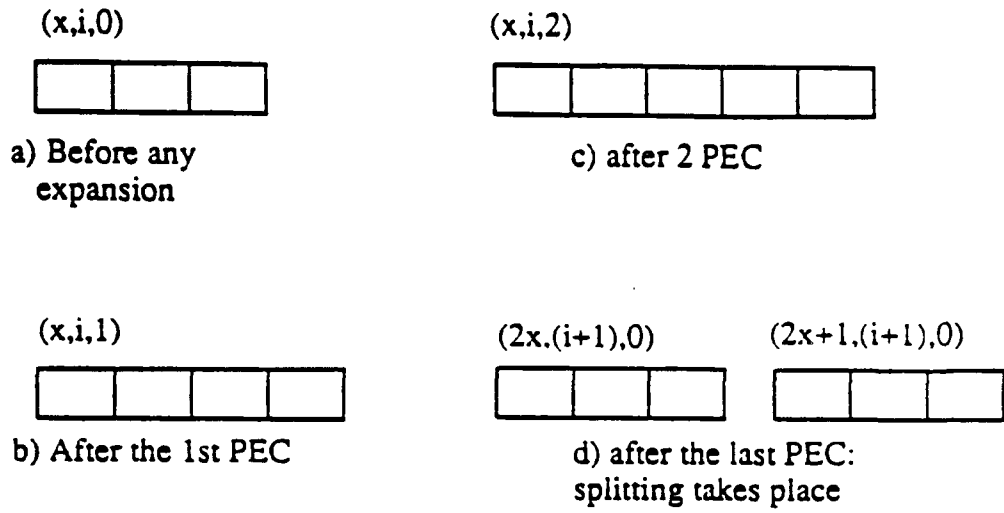 (x,i,0)
a) Before any
expansion
(x,i,2)
c) after 2 PEC
(x,i,1)
b) After the 1st PEC
(2x,(i+1),0)
(2x+1,(i+1),0)
d) after the last PEC:
splitting takes place